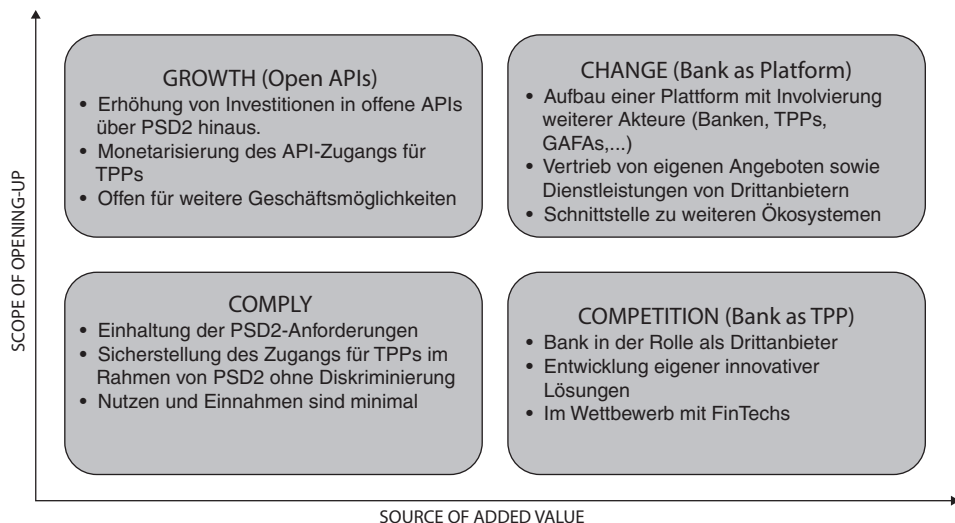 SCOPE OF OPENING-UP
GROWTH (Open APIs)
• Erhöhung von Investitionen in offene APIs
über PSD2 hinaus.
• Monetarisierung des API-Zugangs für
TPPs
• Offen für weitere Geschäftsmöglichkeiten
CHANGE (Bank as Platform)
• Aufbau einer Plattform mit Involvierung
weiterer Akteure (Banken, TPPs,
GAFAs,...)
• Vertrieb von eigenen Angeboten sowie
Dienstleistungen von Drittanbietern
• Schnittstelle zu weiteren Ökosystemen
COMPLY
• Einhaltung der PSD2-Anforderungen
• Sicherstellung des Zugangs für TPPs im
Rahmen von PSD2 ohne Diskriminierung
• Nutzen und Einnahmen sind minimal
COMPETITION (Bank as TPP)
• Bank in der Rolle als Drittanbieter
• Entwicklung eigener innovativer
Lösungen
• Im Wettbewerb mit FinTechs
SOURCE OF ADDED VALUE